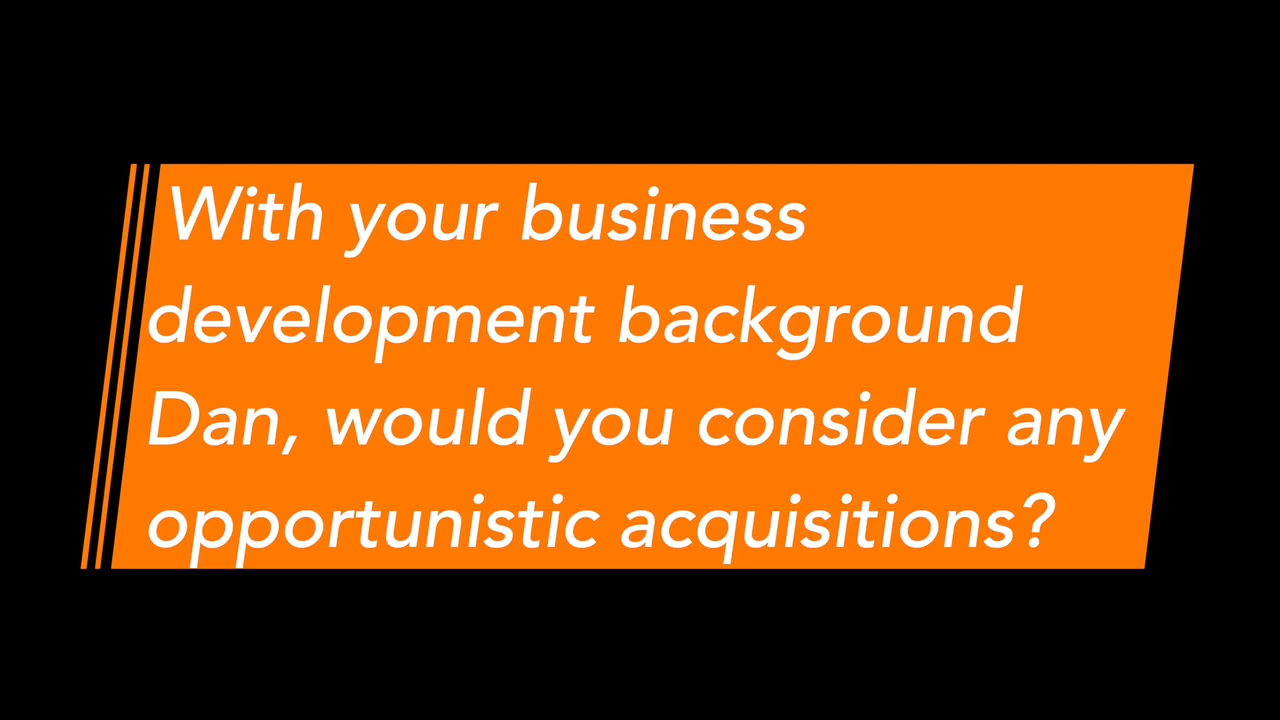 With your business
development background
Dan, would you consider any
opportunistic acquisitions?